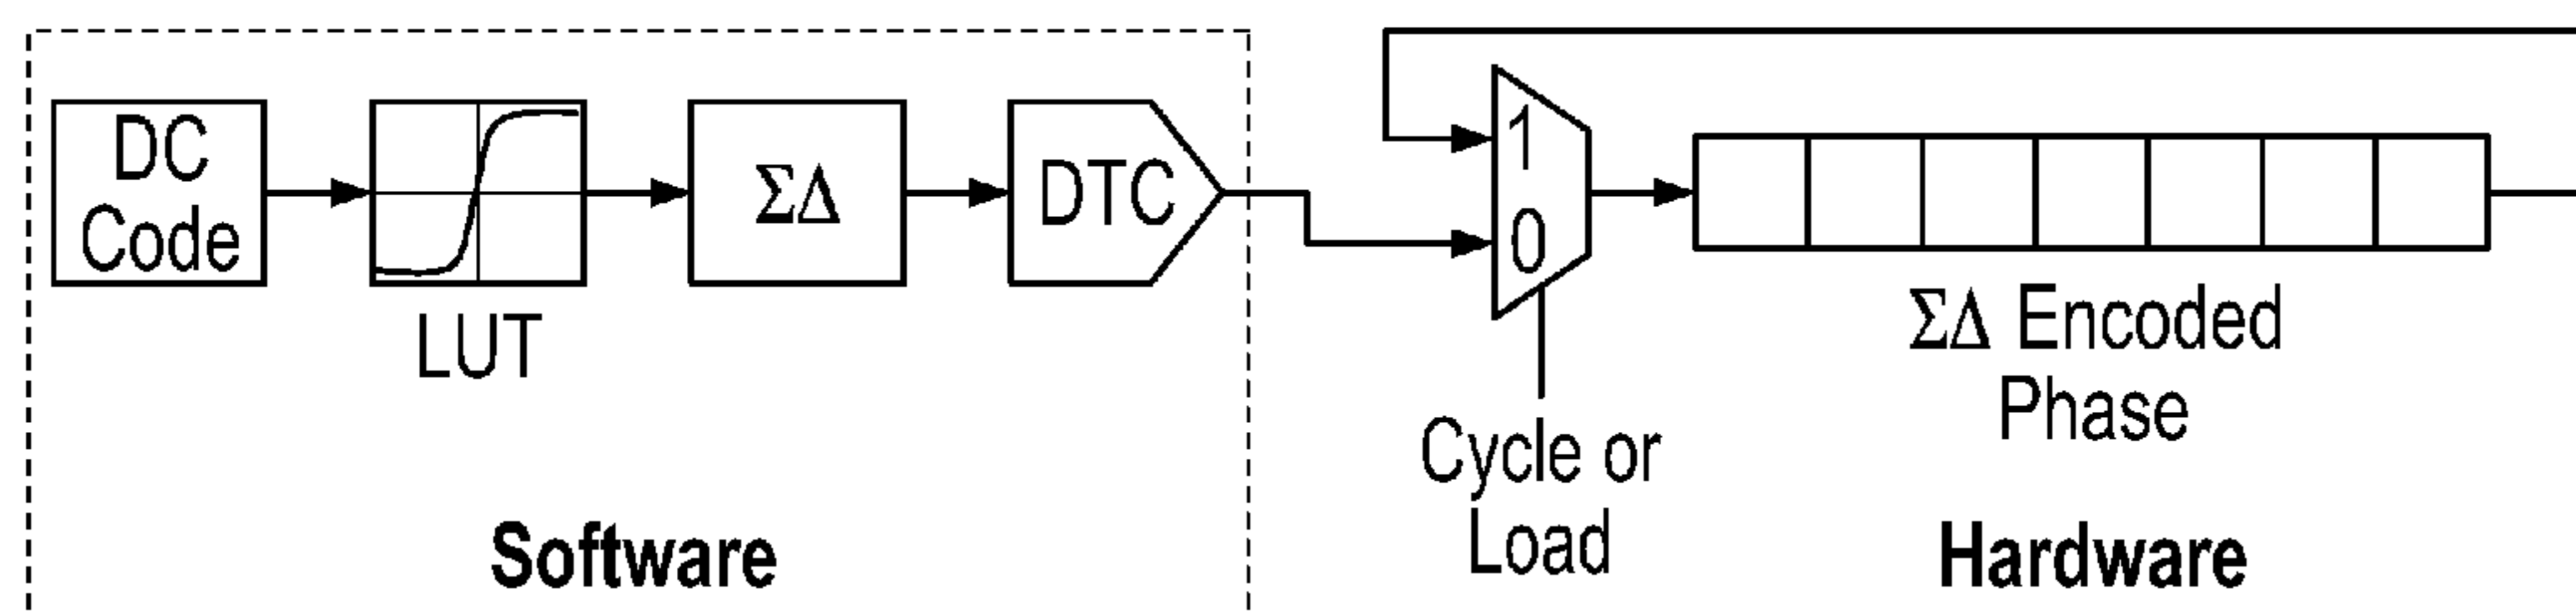 DC
Code
LUT
ΣΔ
DTC
1
0
Cycle or
Load
ΣΔ Encoded
Phase
Software
Hardware